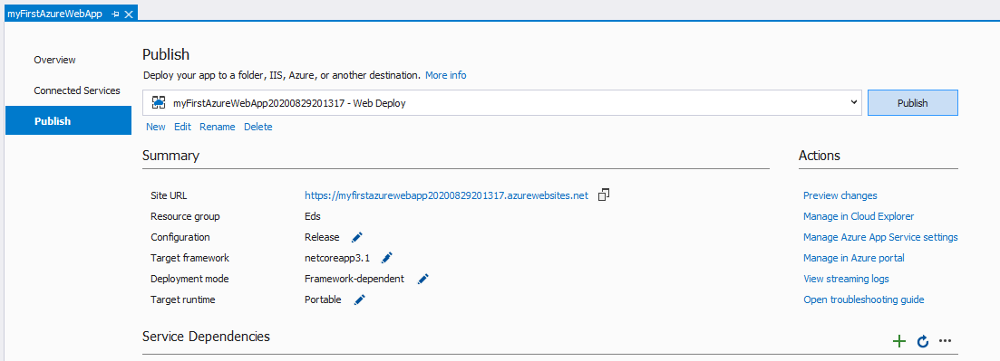 myFirstAzureWebApp
Overview
Connected Services
Publish
Publish
Deploy your app to a folder, IIS, Azure, or another destination. More info
myFirstAzureWebApp20200829201317 - Web Deploy
Publish
New Edit Rename Delete
Summary
Site URL https://myfirstazurewebapp20200829201317.azurewebsites.net
Resource group Eds
Configuration Release
Target framework netcoreapp3.1
Deployment mode Framework-dependent
Target runtime Portable
Actions
Preview changes
Manage in Cloud Explorer
Manage Azure App Service settings
Manage in Azure portal
View streaming logs
Open troubleshooting guide
Service Dependencies